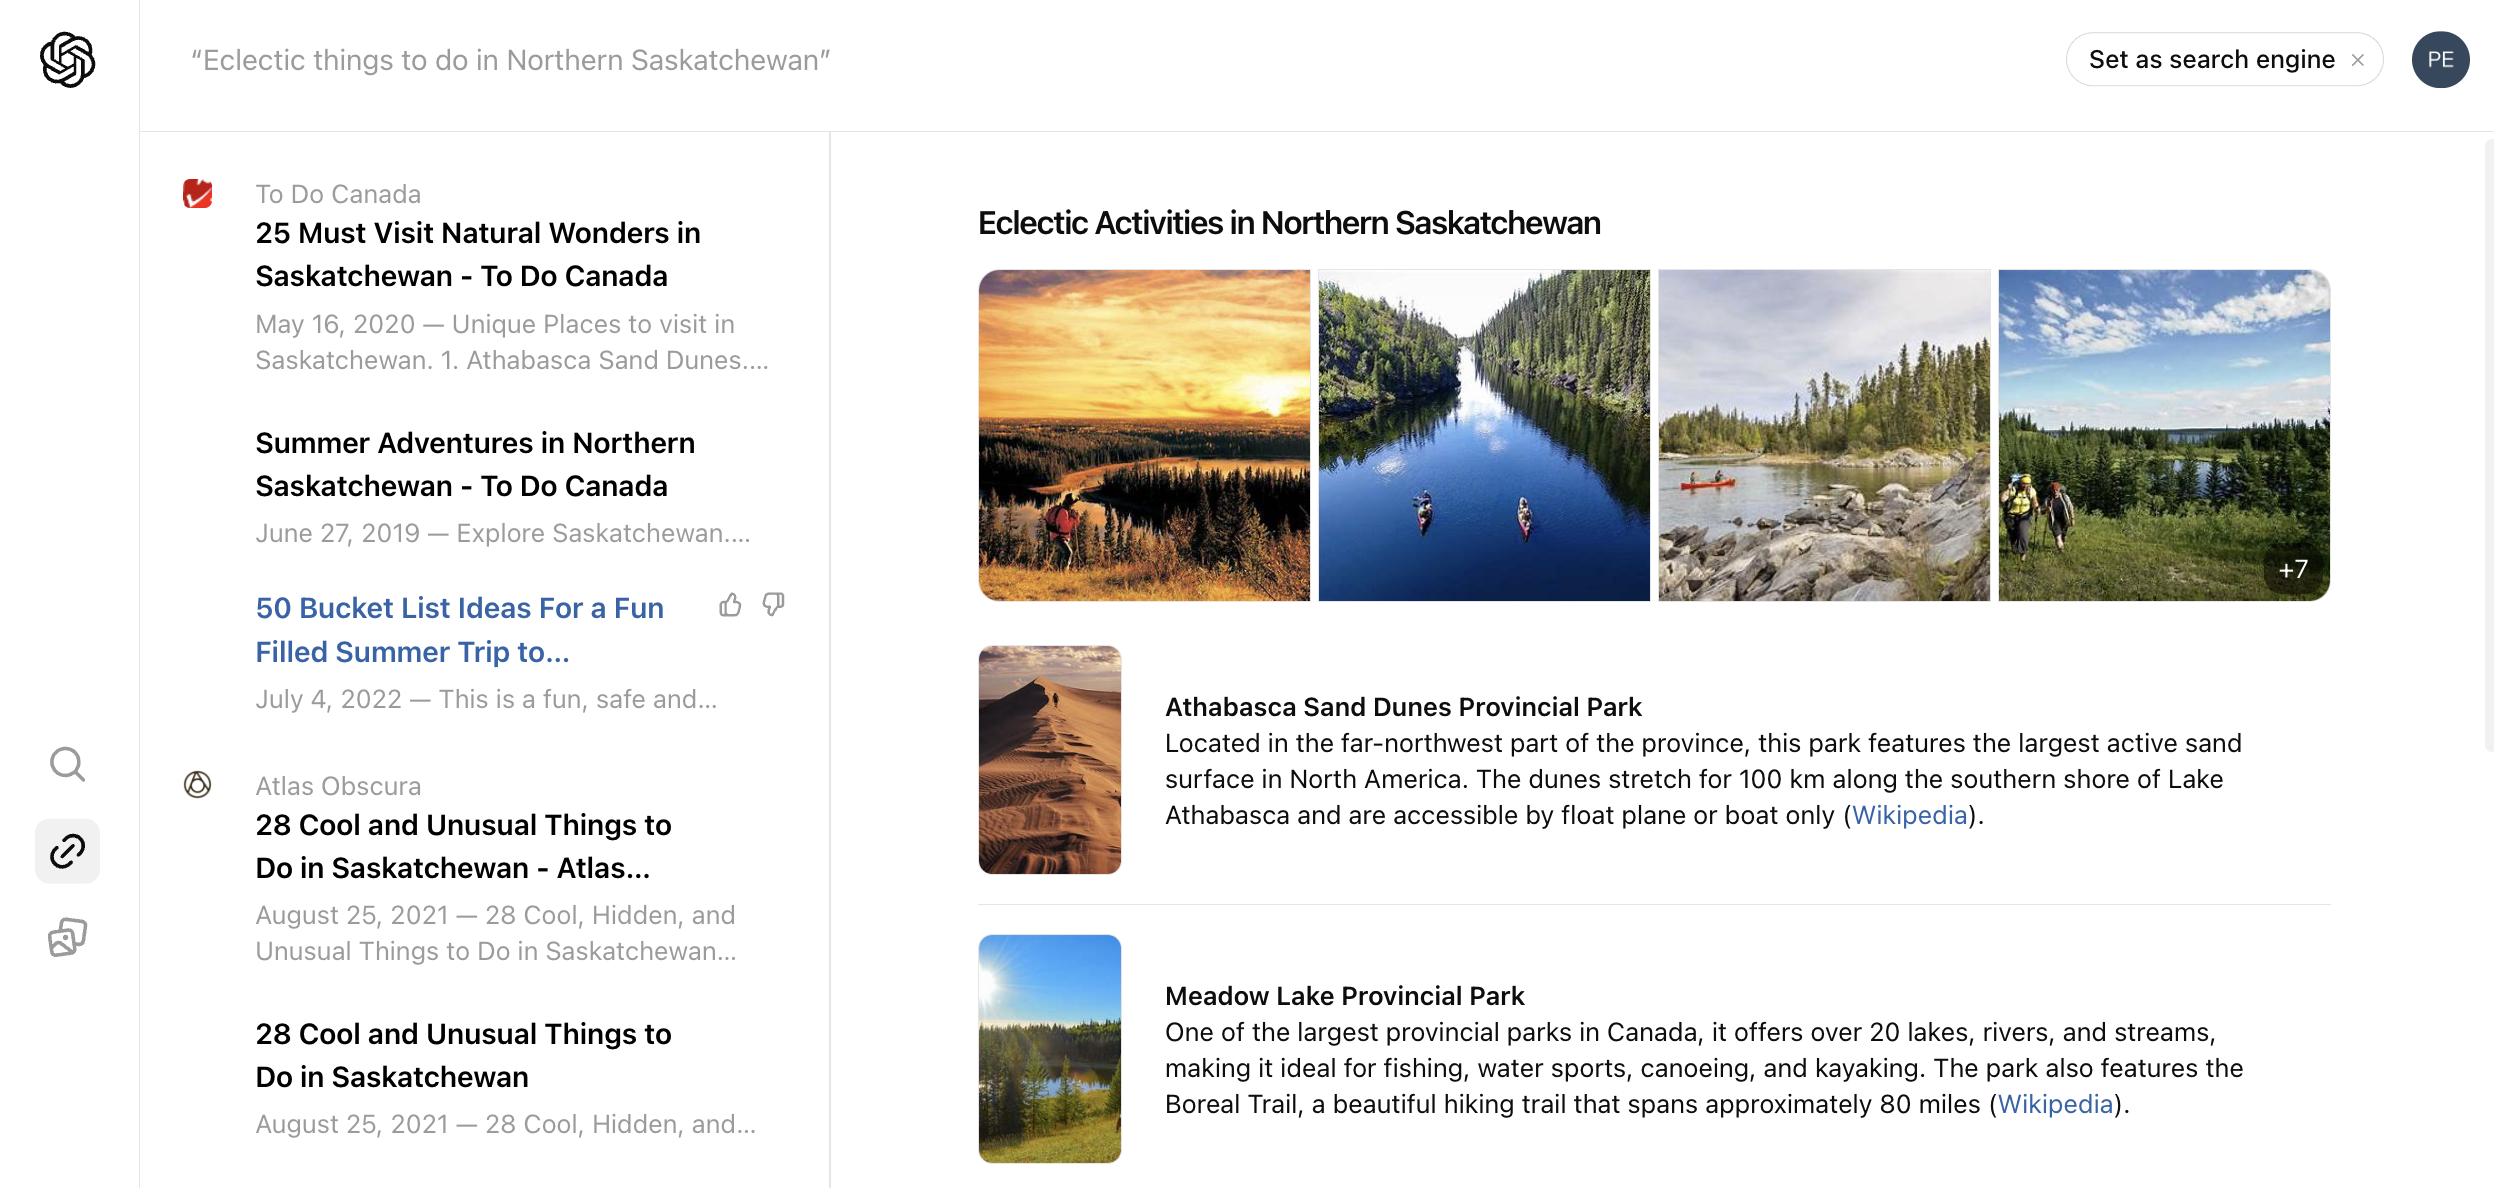 “Eclectic things to do in Northern Saskatchewan”
Set as search engine
PE
To Do Canada
25 Must Visit Natural Wonders in
Saskatchewan - To Do Canada
May 16, 2020 — Unique Places to visit in
Saskatchewan. 1. Athabasca Sand Dunes....
Summer Adventures in Northern
Saskatchewan - To Do Canada
June 27, 2019 — Explore Saskatchewan....
50 Bucket List Ideas For a Fun
Filled Summer Trip to...
July 4, 2022 — This is a fun, safe and...
Atlas Obscura
28 Cool and Unusual Things to
Do in Saskatchewan - Atlas...
August 25, 2021 — 28 Cool, Hidden, and
Unusual Things to Do in Saskatchewan...
28 Cool and Unusual Things to
Do in Saskatchewan
August 25, 2021 — 28 Cool, Hidden, and...
Eclectic Activities in Northern Saskatchewan
+7
Athabasca Sand Dunes Provincial Park
Located in the far-northwest part of the province, this park features the largest active sand
surface in North America. The dunes stretch for 100 km along the southern shore of Lake
Athabasca and are accessible by float plane or boat only (Wikipedia).
Meadow Lake Provincial Park
One of the largest provincial parks in Canada, it offers over 20 lakes, rivers, and streams,
making it ideal for fishing, water sports, canoeing, and kayaking. The park also features the
Boreal Trail, a beautiful hiking trail that spans approximately 80 miles (Wikipedia).